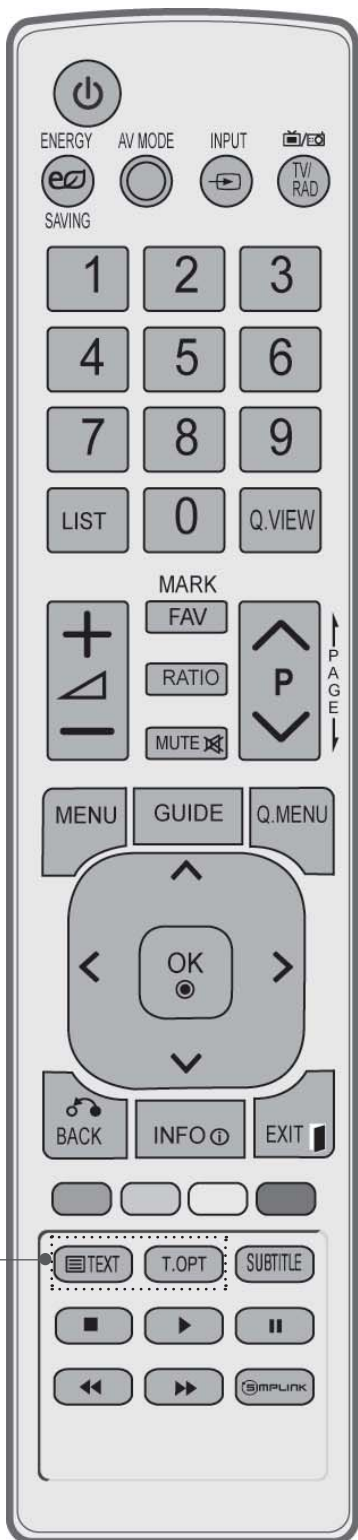 ENERGY AV MODE INPUT
TV/
RAD
SAVING
1 2 3
4 5 6
7 8 9
LIST 0 Q.VIEW
MARK
FAV
RATIO
P
PAGE
MUTE
MENU GUIDE Q.MENU
OK
BACK INFO EXIT
TEXT T.OPT SUBTITLE
SIMPLINK